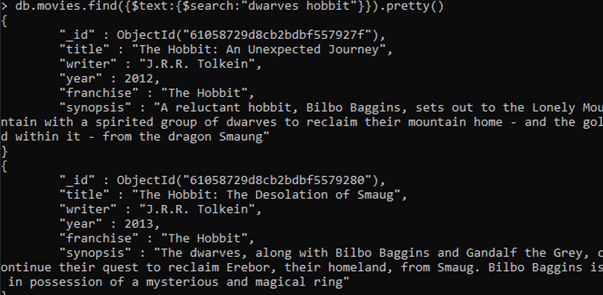 > db.movies.find({$text:{$search:"dwarves hobbit"}}).pretty()
{
"_id" : ObjectId("61058729d8cb2bdbf557927f"),
"title" : "The Hobbit: An Unexpected Journey",
"writer" : "J.R.R. Tolkein",
"year" : 2012,
"franchise" : "The Hobbit",
"synopsis" : "A reluctant hobbit, Bilbo Baggins, sets out to the Lonely Mou
ntain with a spirited group of dwarves to reclaim their mountain home - and the gol
d within it - from the dragon Smaung"
}
{
"_id" : ObjectId("61058729d8cb2bdbf5579280"),
"title" : "The Hobbit: The Desolation of Smaug",
"writer" : "J.R.R. Tolkein",
"year" : 2013,
"franchise" : "The Hobbit",
"synopsis" : "The dwarves, along with Bilbo Baggins and Gandalf the Grey, c
ontinue their quest to reclaim Erebor, their homeland, from Smaug. Bilbo Baggins is
in possession of a mysterious and magical ring"